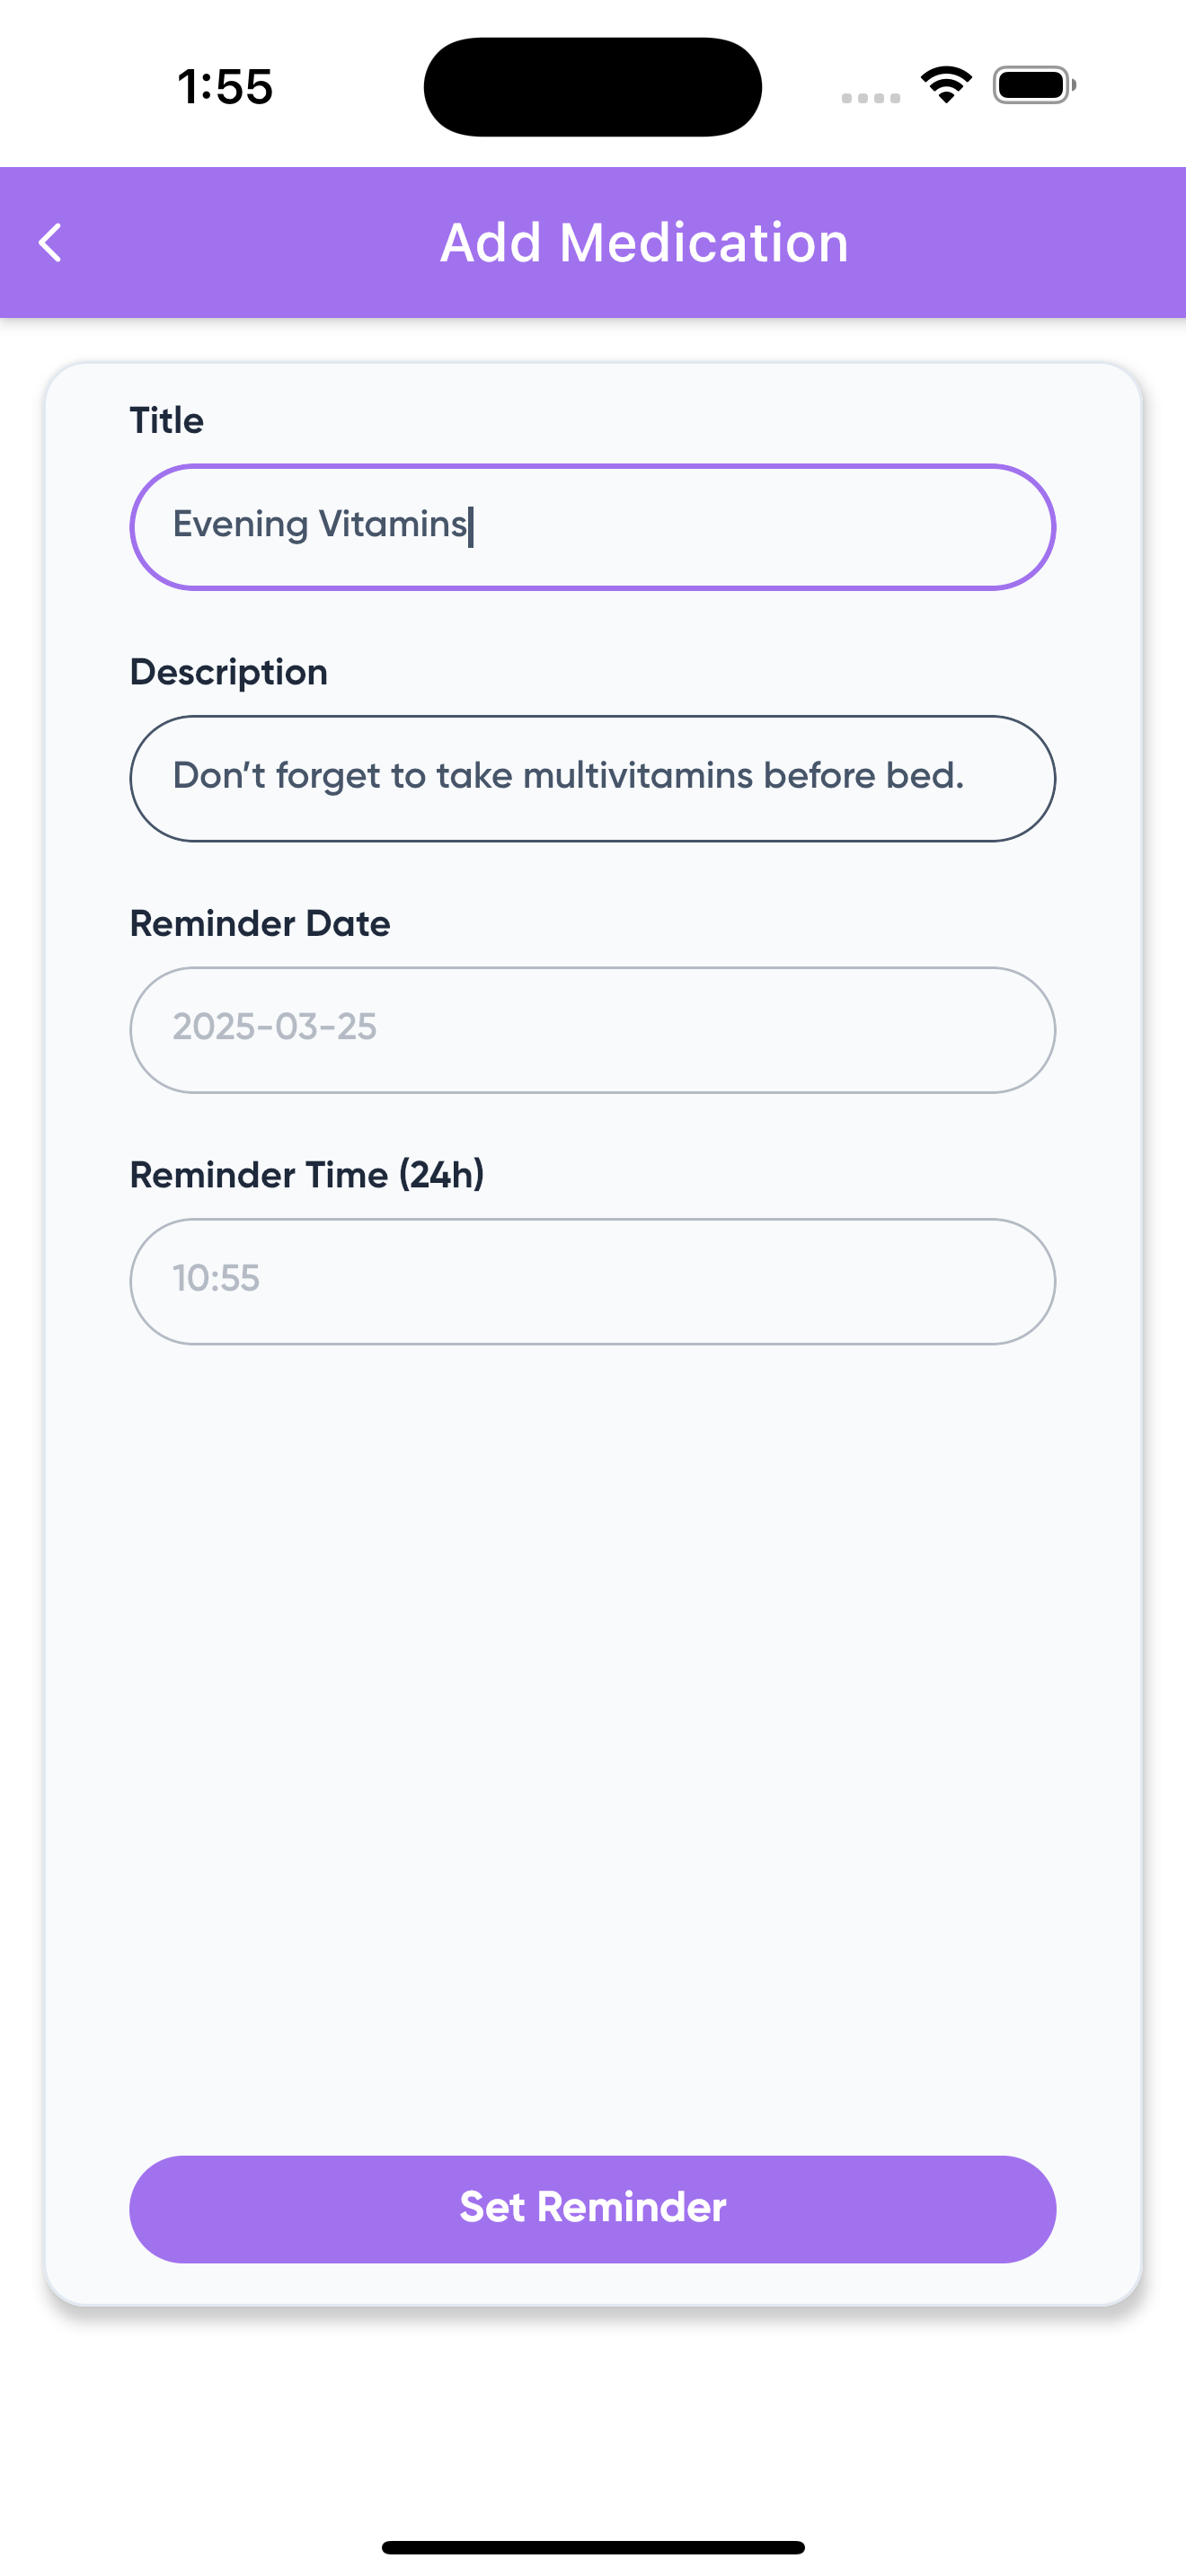 1:55
Add Medication
Title
Evening Vitamins
Description
Don’t forget to take multivitamins before bed.
Reminder Date
2025-03-25
Reminder Time (24h)
10:55
Set Reminder